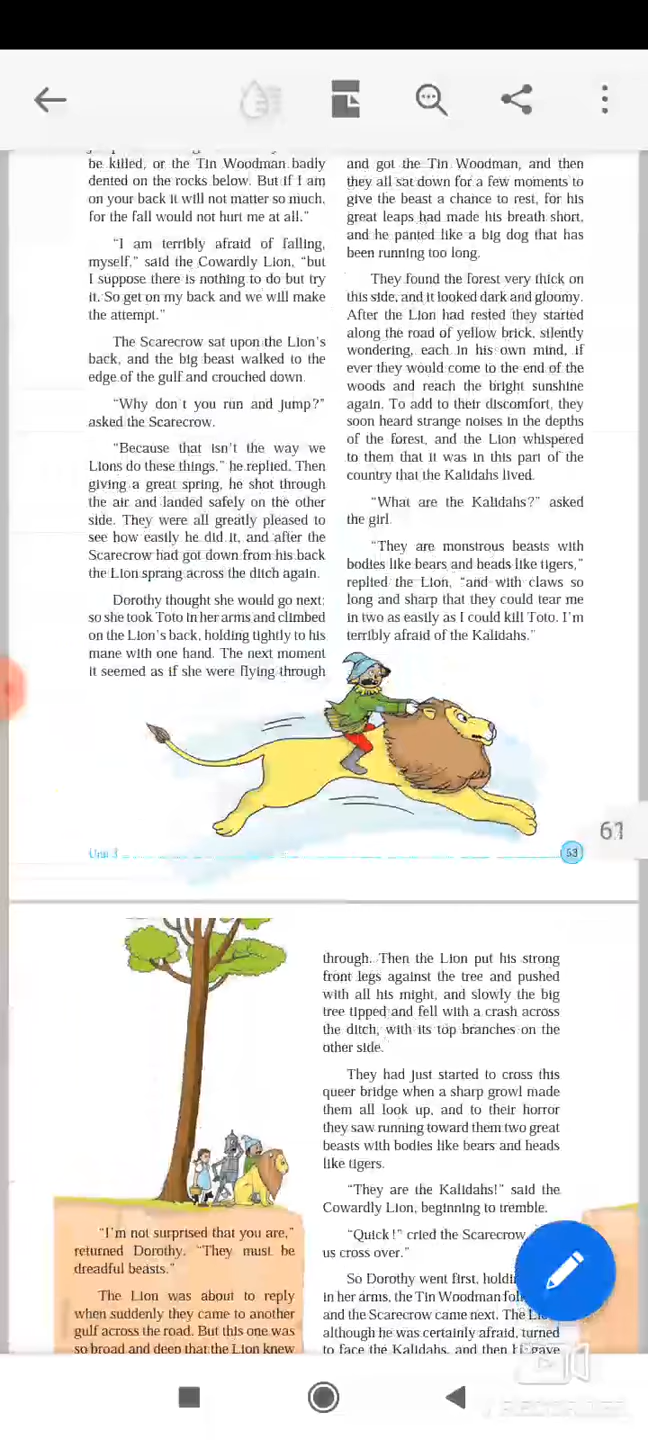 be killed, or the Tin Woodman badly
dented on the rocks below. But if I am
on your back it will not matter so much,
for the fall would not hurt me at all."
"I am terribly afraid of falling,
myself," said the Cowardly Lion, "but
I suppose there is nothing to do but try
it. So get on my back and we will make
the attempt."
The Scarecrow sat upon the Lion's
back, and the big beast walked to the
edge of the gulf and crouched down.
"Why don't you run and jump?"
asked the Scarecrow.
"Because that isn't the way we
Lions do these things," he replied. Then
giving a great spring, he shot through
the air and landed safely on the other
side. They were all greatly pleased to
see how easily he did it, and after the
Scarecrow had got down from his back
the Lion sprang across the ditch again.
Dorothy thought she would go next;
so she took Toto in her arms and climbed
on the Lion's back, holding tightly to his
mane with one hand. The next moment
it seemed as if she were flying through
and got the Tin Woodman, and then
they all sat down for a few moments to
give the beast a chance to rest, for his
great leaps had made his breath short,
and he panted like a big dog that has
been running too long.
They found the forest very thick on
this side, and it looked dark and gloomy.
After the Lion had rested they started
along the road of yellow brick, silently
wondering, each in his own mind, if
ever they would come to the end of the
woods and reach the bright sunshine
again. To add to their discomfort, they
soon heard strange noises in the depths
of the forest, and the Lion whispered
to them that it was in this part of the
country that the Kalidahs lived.
"What are the Kalidahs?" asked
the girl.
"They are monstrous beasts with
bodies like bears and heads like tigers,"
replied the Lion, "and with claws so
long and sharp that they could tear me
in two as easily as I could kill Toto. I'm
terribly afraid of the Kalidahs."
61
Unit 3
53
"I'm not surprised that you are,"
returned Dorothy. "They must be
dreadful beasts."
The Lion was about to reply
when suddenly they came to another
gulf across the road. But this one was
so broad and deep that the Lion knew
through. Then the Lion put his strong
front legs against the tree and pushed
with all his might, and slowly the big
tree tipped and fell with a crash across
the ditch, with its top branches on the
other side.
They had just started to cross this
queer bridge when a sharp growl made
them all look up, and to their horror
they saw running toward them two great
beasts with bodies like bears and heads
like tigers.
"They are the Kalidahs!" said the
Cowardly Lion, beginning to tremble.
"Quick!" cried the Scarecrow,
us cross over."
So Dorothy went first,
in her arms, the Tin Woodman
and the Scarecrow came next. The
although he was certainly afraid, turned
to face the Kalidahs, and then gave
RECORDER